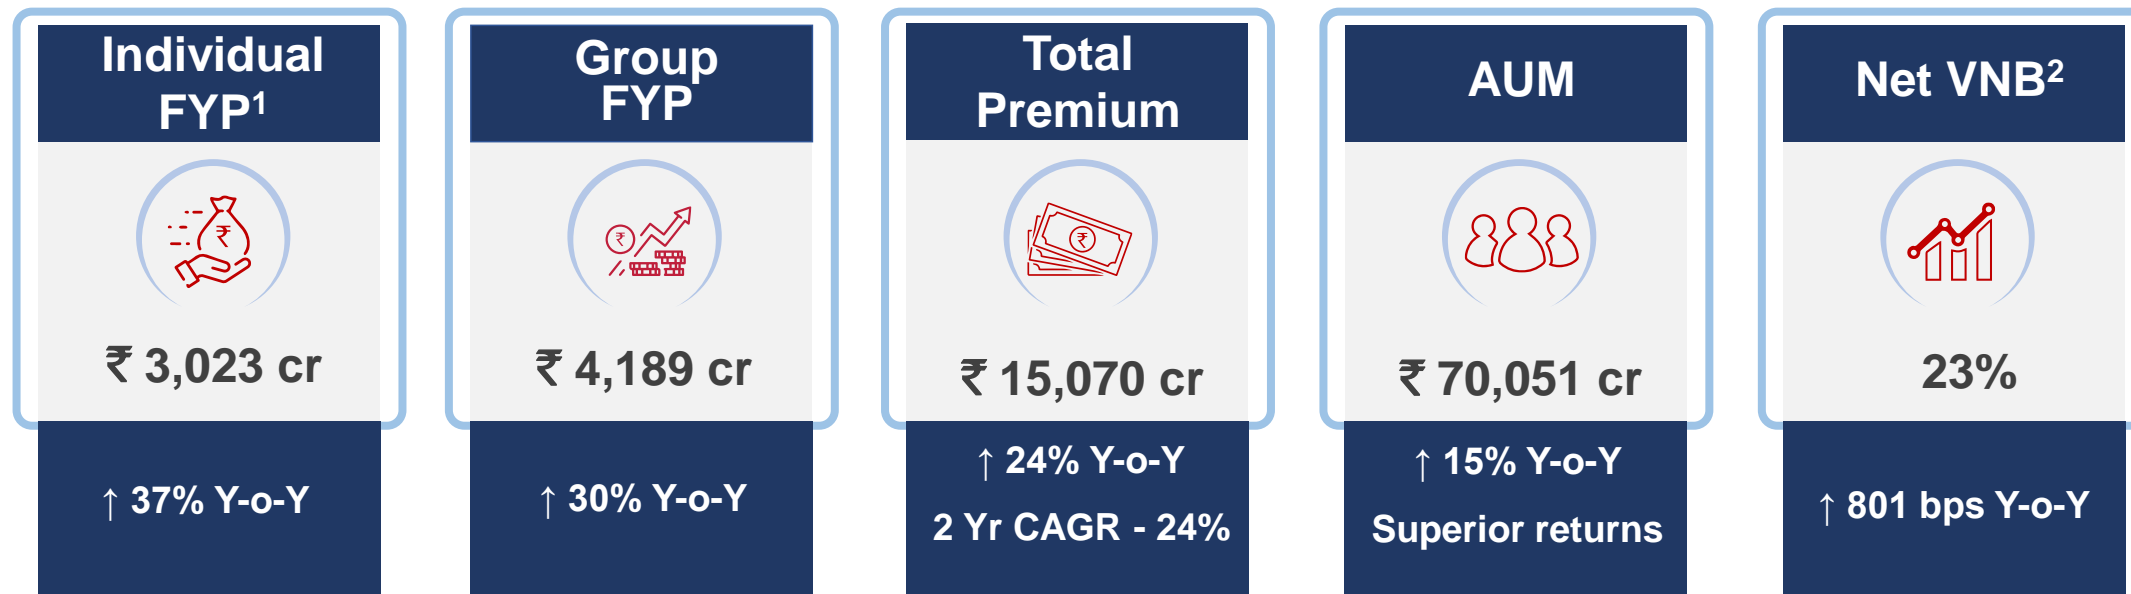 Individual
FYP¹
₹
₹ 3,023 cr
↑ 37% Y-o-Y
Group
FYP
₹
₹ 4,189 cr
↑ 30% Y-o-Y
Total
Premium
₹
₹ 15,070 cr
↑ 24% Y-o-Y
2 Yr CAGR - 24%
AUM
₹ 70,051 cr
↑ 15% Y-o-Y
Superior returns
Net VNB²
23%
↑ 801 bps Y-o-Y